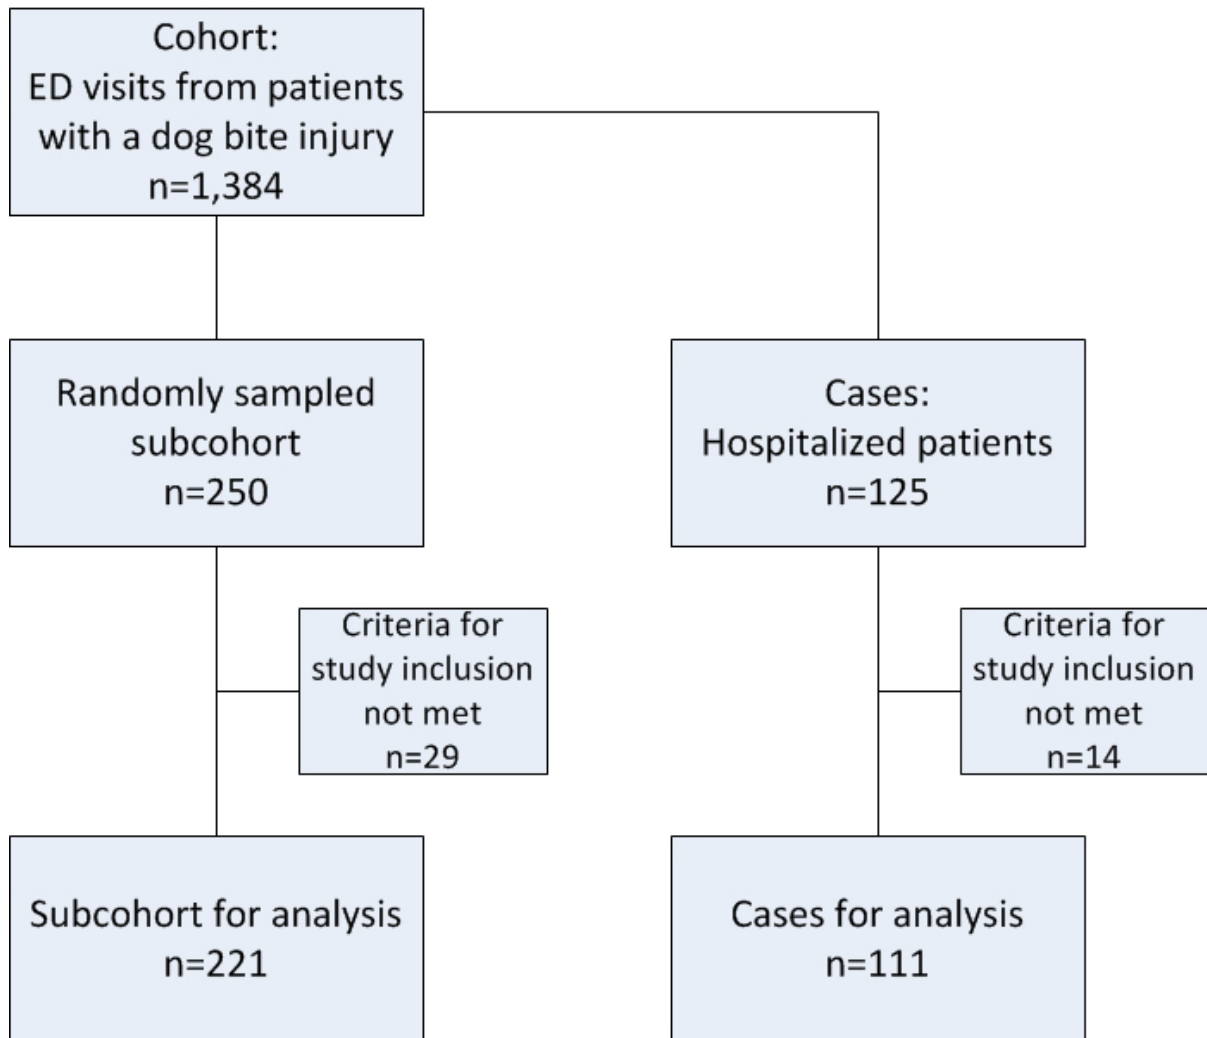 Cohort:
ED visits from patients
with a dog bite injury
n=1,384
Randomly sampled
subcohort
n=250
Cases:
Hospitalized patients
n=125
Criteria for
study inclusion
not met
n=29
Criteria for
study inclusion
not met
n=14
Subcohort for analysis
n=221
Cases for analysis
n=111